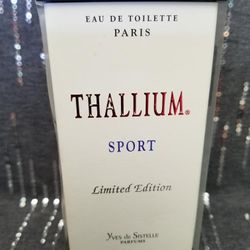 EAU DE TOILETTE
PARIS
THALLIUM®
SPORT
Limited Edition
YVES de SISTELLE
PARFUMS